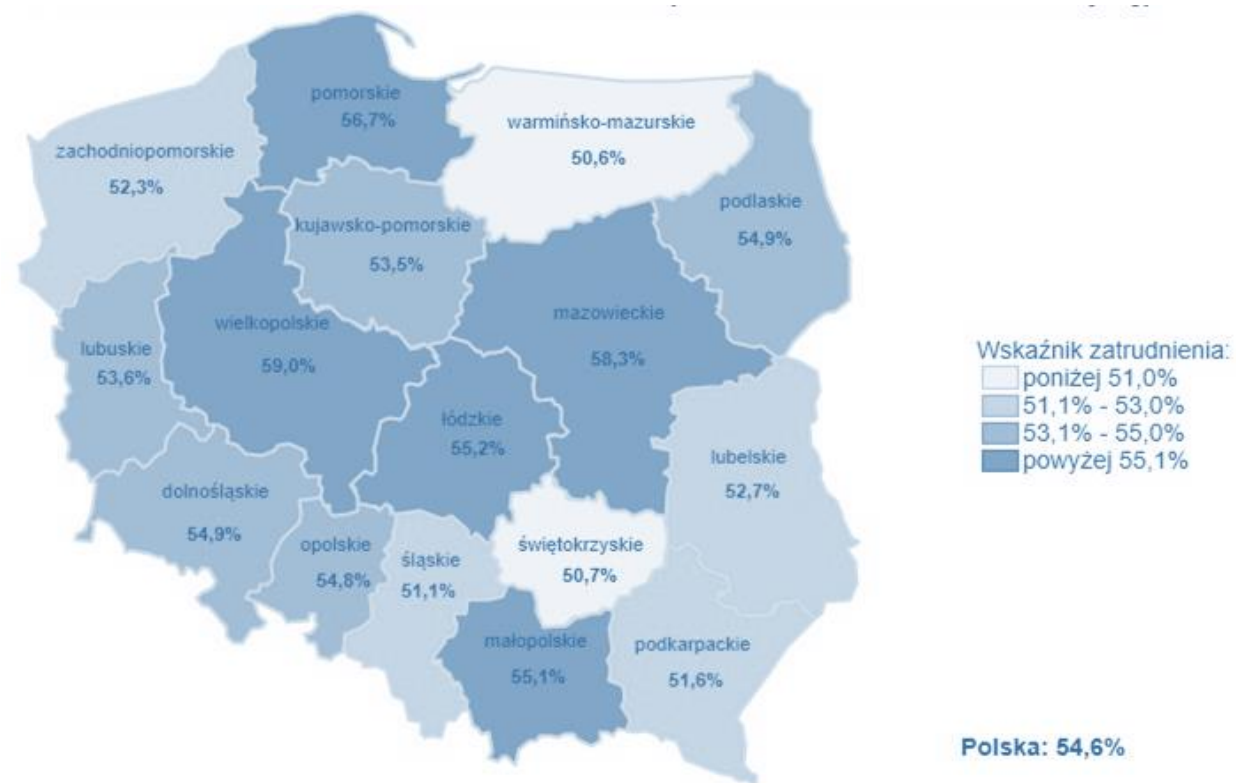 pomorskie
56,7%
warmińsko-mazurskie
50,6%
zachodniopomorskie
52,3%
podlaskie
54,9%
kujawsko-pomorskie
53,5%
wielkopolskie
59,0%
mazowieckie
58,3%
lubuskie
53,6%
łódzkie
55,2%
lubelskie
52,7%
dolnośląskie
54,9%
opolskie
54,8%
śląskie
51,1%
świętokrzyskie
50,7%
małopolskie
55,1%
podkarpackie
51,6%
Wskaźnik zatrudnienia:
poniżej 51,0%
51,1% - 53,0%
53,1% - 55,0%
powyżej 55,1%
Polska: 54,6%